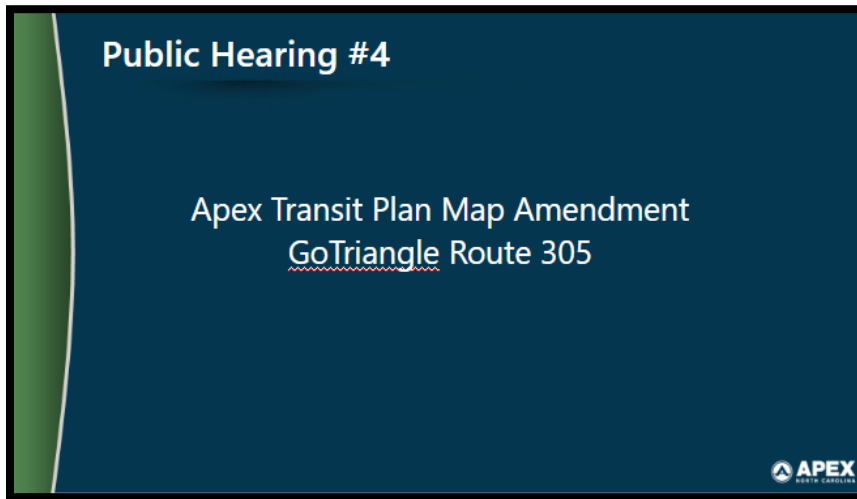 Public Hearing #4
Apex Transit Plan Map Amendment
GoTriangle Route 305
APEX
NORTH CAROLINA